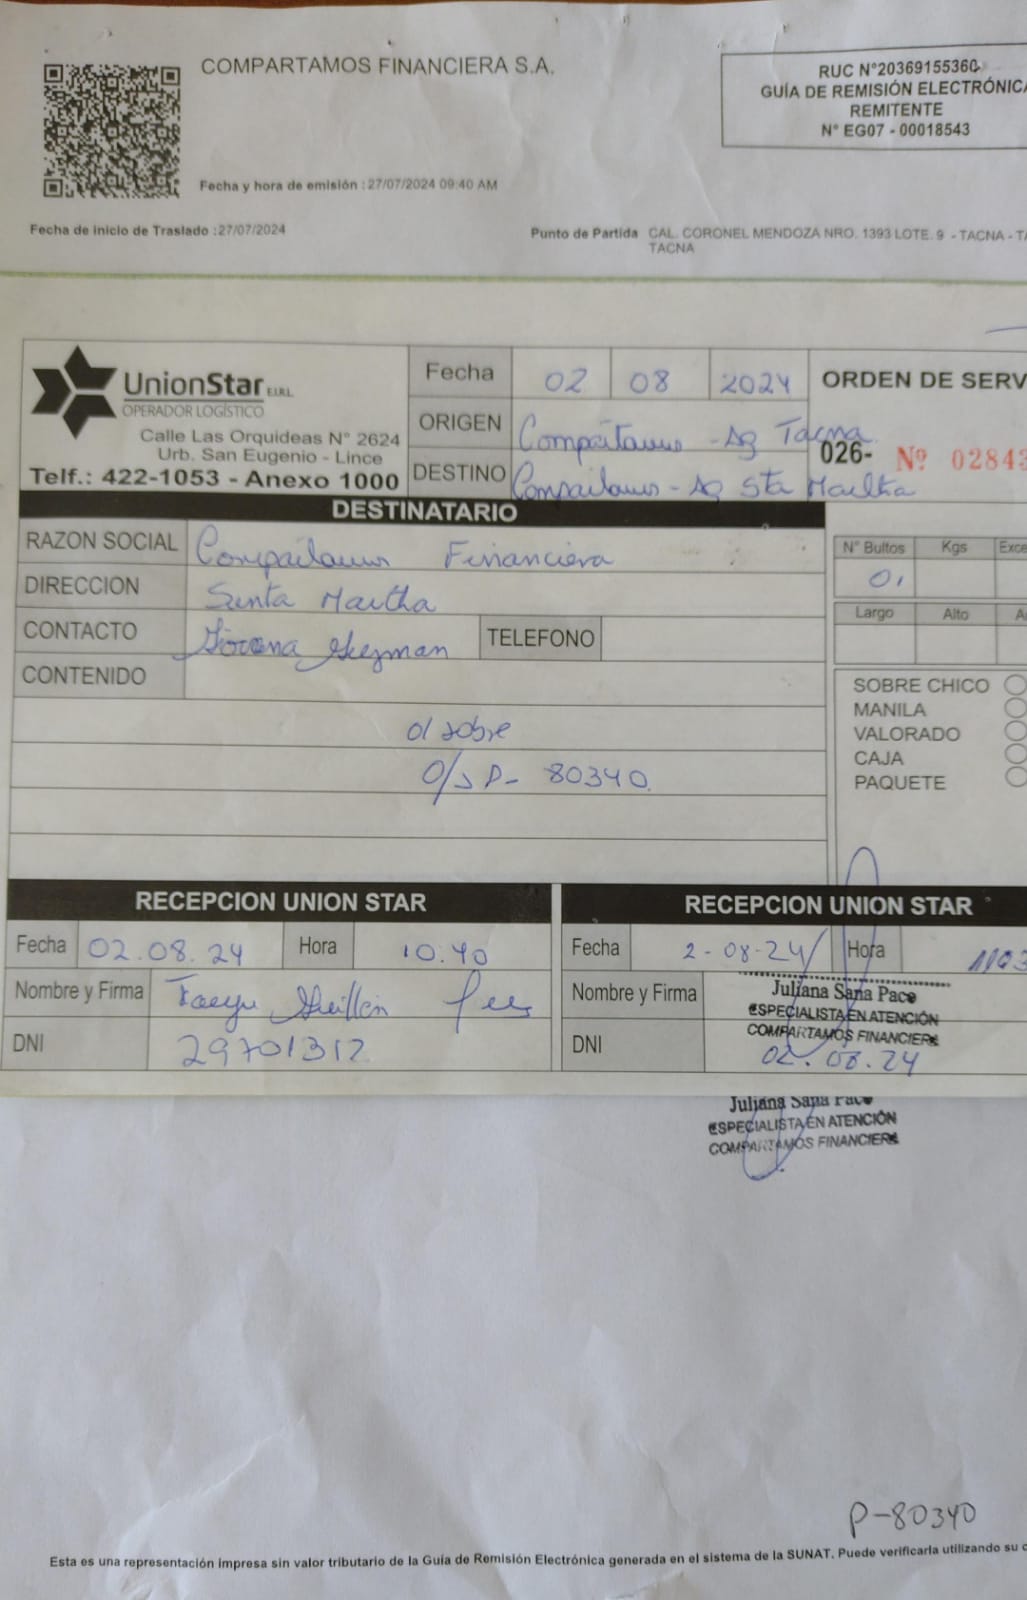 COMPARTAMOS FINANCIERA S.A.
RUC N°20369155360
GUÍA DE REMISIÓN ELECTRÓNICA
REMITENTE
N° EG07 - 00018543
Fecha y hora de emisión : 27/07/2024 09:40 AM
Fecha de inicio de Traslado : 27/07/2024
Punto de Partida CAL. CORONEL MENDOZA NRO. 1393 LOTE. 9 - TACNA - TA
TACNA
UnionStar E.I.R.L.
OPERADOR LOGÍSTICO
Calle Las Orquideas N° 2624
Urb. San Eugenio - Lince
Telf.: 422-1053 - Anexo 1000
Fecha 02 08 2024
ORIGEN Compartamos - Ag Tacna
DESTINO Compartamos - Ag Sta Martha
ORDEN DE SERV
026- Nº 02843
DESTINATARIO
RAZON SOCIAL Compartamos Financiera
DIRECCION Santa Martha
CONTACTO Giovana Guzman TELEFONO
CONTENIDO
01 sobre
O/S P- 80340.
N° Bultos Kgs Exce
01
Largo Alto A
SOBRE CHICO
MANILA
VALORADO
CAJA
PAQUETE
RECEPCION UNION STAR
Fecha 02.08.24 Hora 10.40
Nombre y Firma
DNI 29701312
RECEPCION UNION STAR
Fecha 2-08-24 Hora 1103
Nombre y Firma
Juliana Sana Paco
ESPECIALISTA EN ATENCIÓN
COMPARTAMOS FINANCIERA
DNI 02.08.24
Juliana Sana Paco
ESPECIALISTA EN ATENCIÓN
COMPARTAMOS FINANCIERA
P-80340
Esta es una representación impresa sin valor tributario de la Guía de Remisión Electrónica generada en el sistema de la SUNAT. Puede verificarla utilizando su c